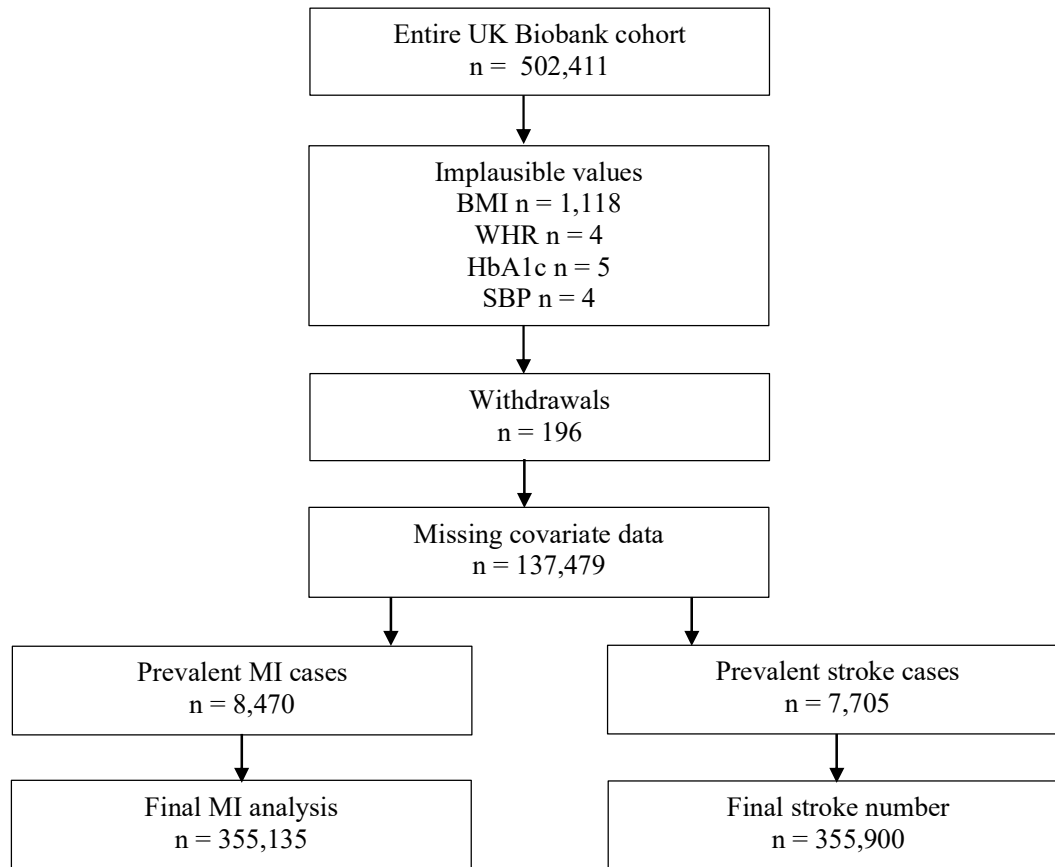 Entire UK Biobank cohort
n = 502,411
Implausible values
BMI n = 1,118
WHR n = 4
HbA1c n = 5
SBP n = 4
Withdrawals
n = 196
Missing covariate data
n = 137,479
Prevalent MI cases
n = 8,470
Prevalent stroke cases
n = 7,705
Final MI analysis
n = 355,135
Final stroke number
n = 355,900